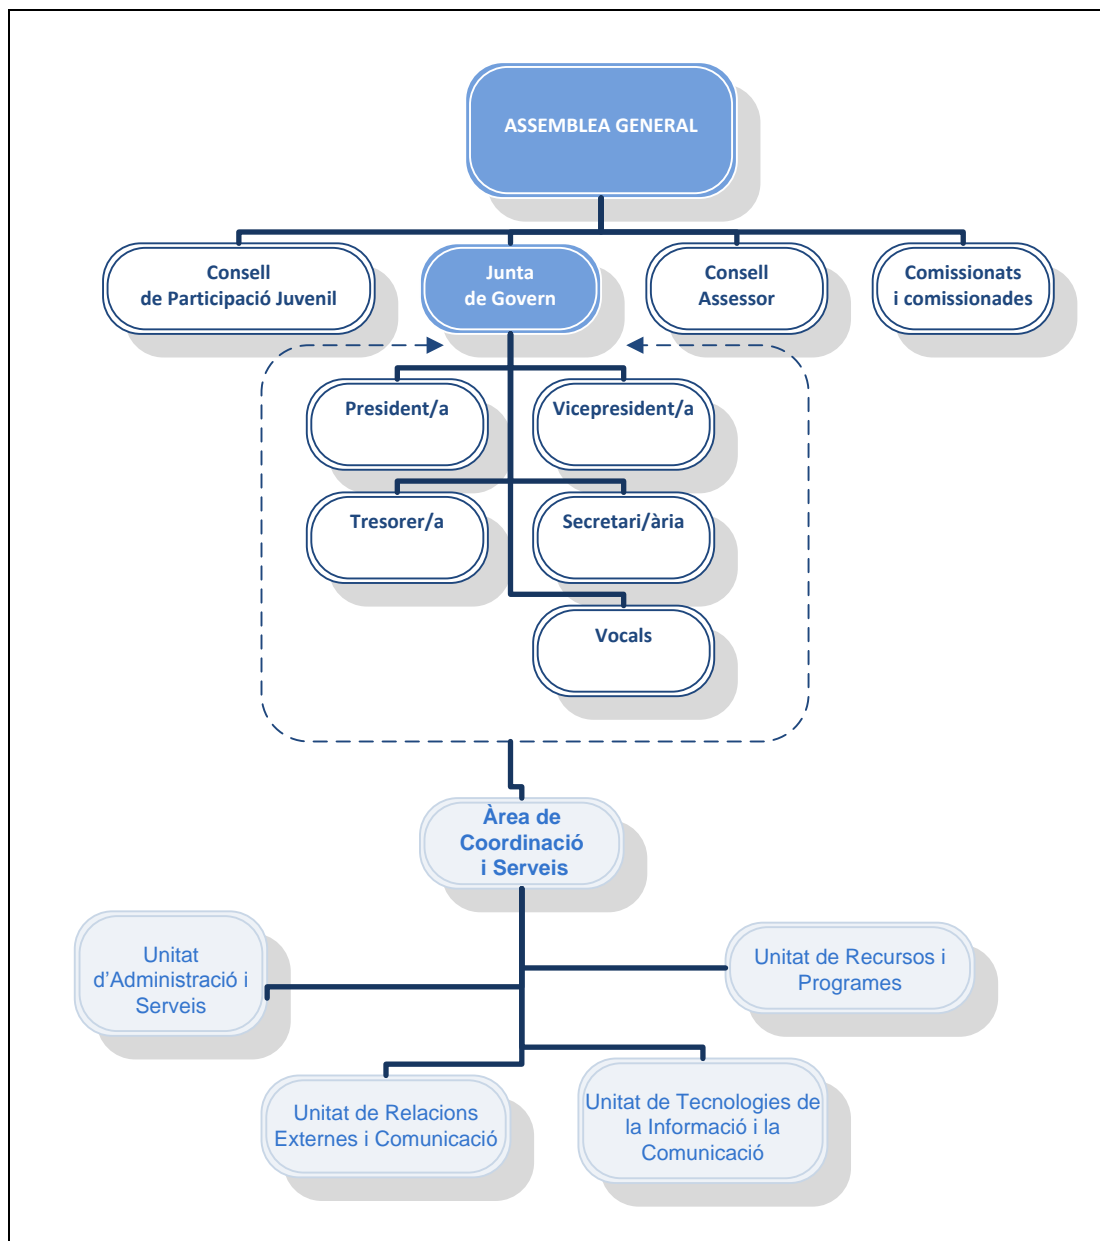 ASSEMBLEA GENERAL
Consell
de Participació Juvenil
Junta
de Govern
Consell
Assessor
Comissionats
i comissionades
President/a
Vicepresident/a
Tresorer/a
Secretari/ària
Vocals
Àrea de
Coordinació
i Serveis
Unitat
d’Administració i
Serveis
Unitat de Recursos i
Programes
Unitat de Relacions
Externes i Comunicació
Unitat de Tecnologies de
la Informació i la
Comunicació